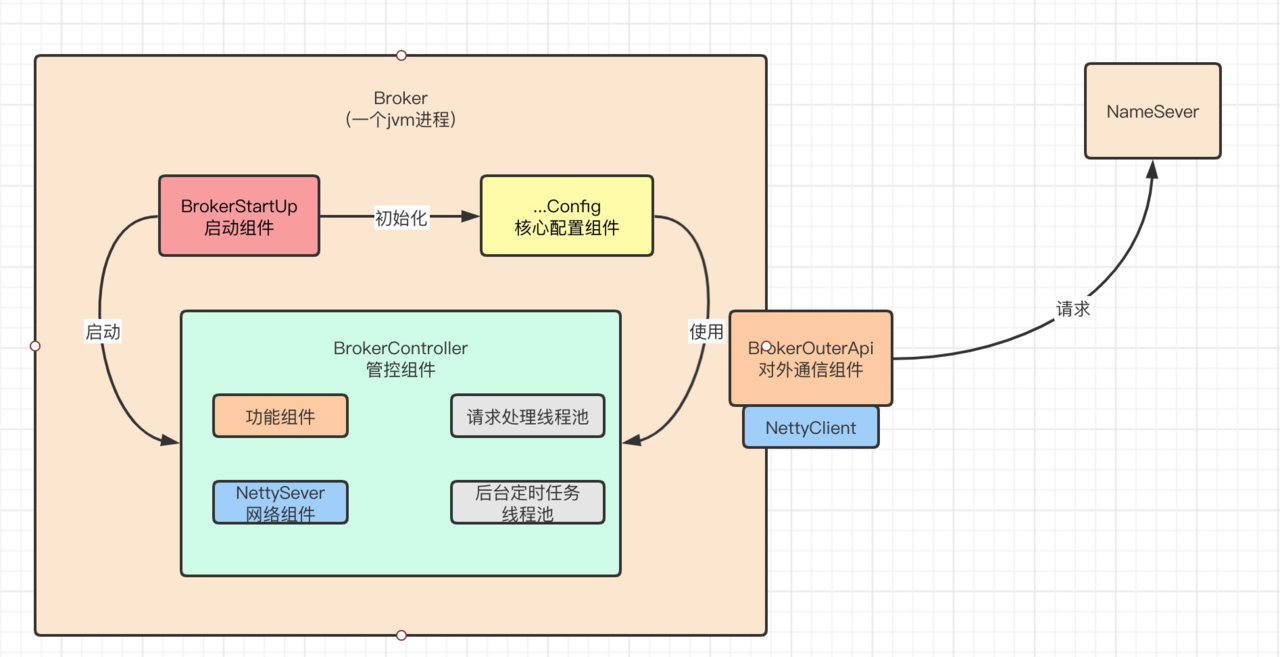 Broker
（一个jvm进程）
NameSever
BrokerStartUp
启动组件
初始化
...Config
核心配置组件
启动
使用
BrokerController
管控组件
功能组件
请求处理线程池
NettySever
网络组件
后台定时任务
线程池
BrokerOuterApi
对外通信组件
NettyClient
请求